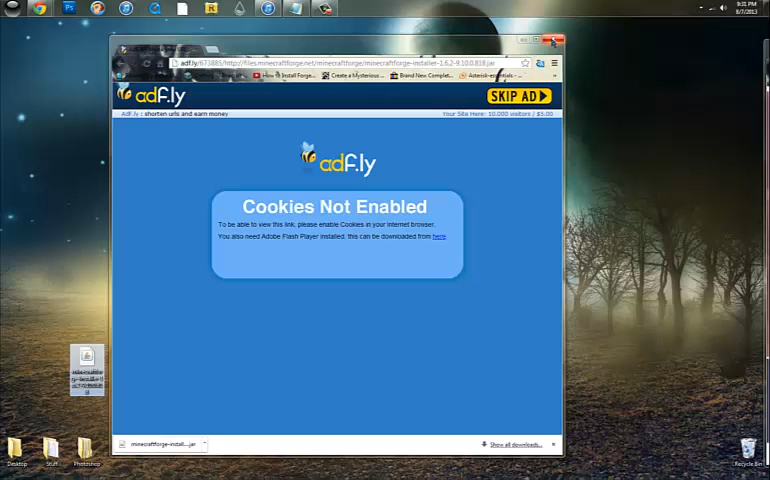 9:31 PM
8/7/2013
adf.ly/673885/http://files.minecraftforge.net/minecraftforge/minecraftforge-installer-1.6.2-9.10.0.818.jar
How to Install Forge... Create a Mysterious ... Brand New Complet... Asterisk-essentials - ...
adf.ly SKIP AD
Adf.ly : shorten urls and earn money Your Site Here: 10,000 visitors / $5.00
adf.ly
Cookies Not Enabled
To be able to view this link, please enable Cookies in your Internet browser.
You also need Adobe Flash Player installed, this can be downloaded from here.
minecraftforge-install....jar Show all downloads...
Desktop Stuff Photoshop Recycle Bin